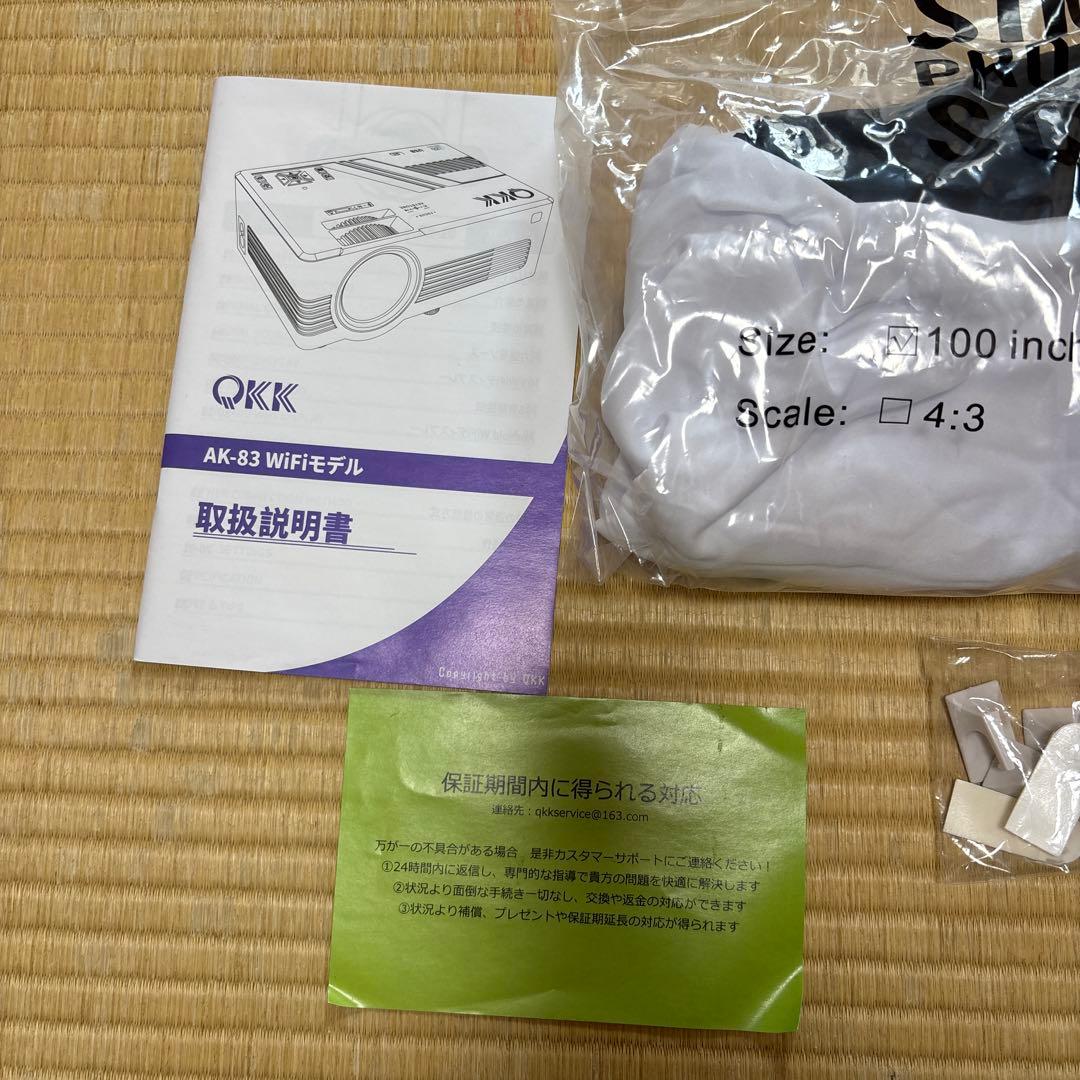 QKK
QKK
AK-83 WiFiモデル
取扱説明書
Copyright by QKK
Size: ☑100 inch
Scale: ☐ 4:3
保証期間内に得られる対応
連絡先：qkkservice@163.com
万が一の不具合がある場合　是非カスタマーサポートにご連絡ください！
①24時間内に返信し、専門的な指導で貴方の問題を快適に解決します
②状況より面倒な手続き一切なし、交換や返金の対応ができます
③状況より補償、プレゼントや保証期延長の対応が得られます